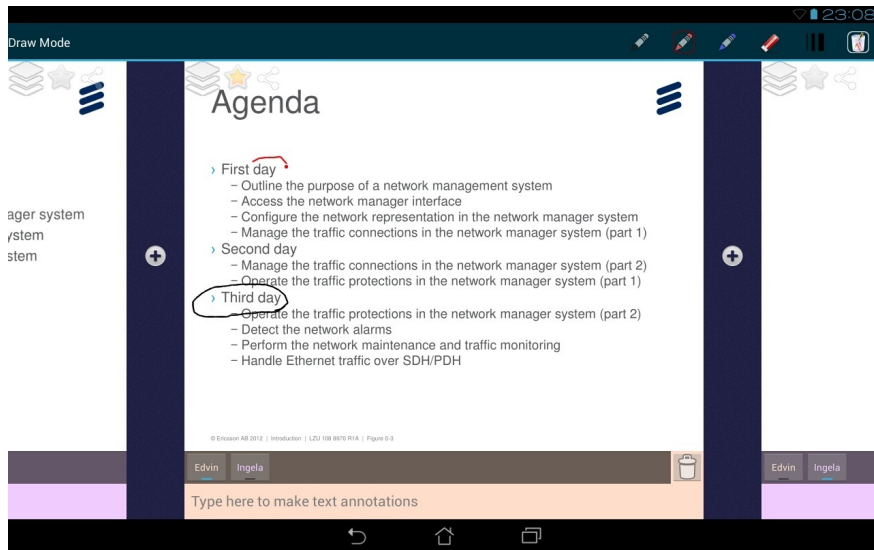 23:08
Draw Mode
Agenda
ager system
ystem
stem
› First day
– Outline the purpose of a network management system
– Access the network manager interface
– Configure the network representation in the network manager system
– Manage the traffic connections in the network manager system (part 1)
› Second day
– Manage the traffic connections in the network manager system (part 2)
– Operate the traffic protections in the network manager system (part 1)
› Third day
– Operate the traffic protections in the network manager system (part 2)
– Detect the network alarms
– Perform the network maintenance and traffic monitoring
– Handle Ethernet traffic over SDH/PDH
© Ericsson AB 2012 | Introduction | LZU 108 8970 R1A | Figure 0-3
Edvin Ingela
Edvin Ingela
Type here to make text annotations